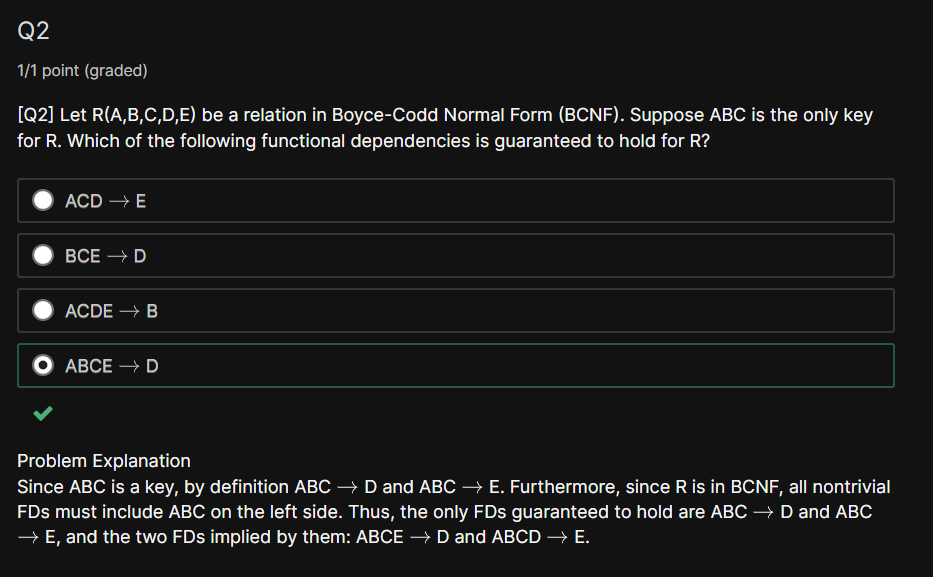 Q2
1/1 point (graded)
[Q2] Let R(A,B,C,D,E) be a relation in Boyce-Codd Normal Form (BCNF). Suppose ABC is the only key
for R. Which of the following functional dependencies is guaranteed to hold for R?
ACD → E
BCE → D
ACDE → B
ABCE → D
Problem Explanation
Since ABC is a key, by definition ABC → D and ABC → E. Furthermore, since R is in BCNF, all nontrivial
FDs must include ABC on the left side. Thus, the only FDs guaranteed to hold are ABC → D and ABC
→ E, and the two FDs implied by them: ABCE → D and ABCD → E.